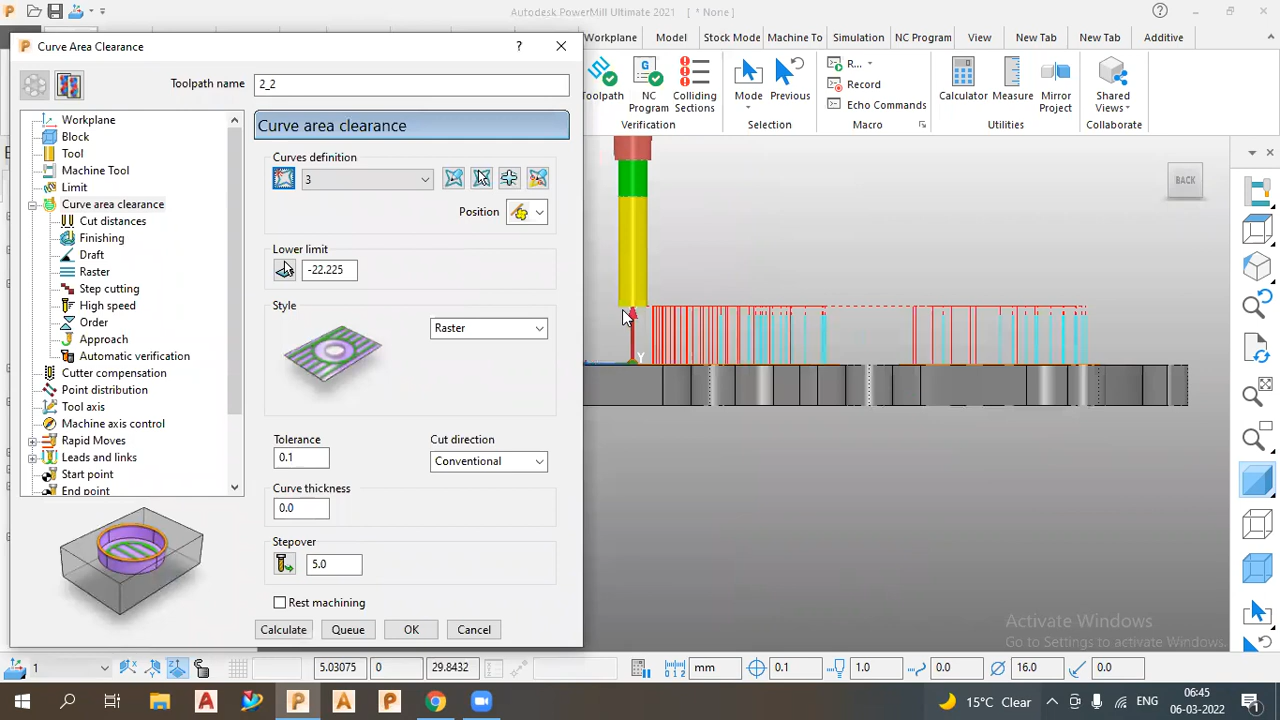 Autodesk PowerMill Ultimate 2021 [ * None ]
Curve Area Clearance
Workplane
Model
Stock Mode
Machine To
Simulation
NC Program
View
New Tab
New Tab
Additive
Toolpath name
2_2
R...
Record
Echo Commands
Toolpath
NC Program
Colliding Sections
Mode
Previous
Calculator
Measure
Mirror Project
Shared Views
Verification
Selection
Macro
Utilities
Collaborate
Workplane
Block
Tool
Machine Tool
Limit
Curve area clearance
Cut distances
Finishing
Draft
Raster
Step cutting
High speed
Order
Approach
Automatic verification
Cutter compensation
Point distribution
Tool axis
Machine axis control
Rapid Moves
Leads and links
Start point
End point
Curve area clearance
Curves definition
3
Position
Lower limit
-22.225
Style
Raster
Tolerance
0.1
Cut direction
Conventional
Curve thickness
0.0
Stepover
5.0
Rest machining
Calculate
Queue
OK
Cancel
BACK
Y
Activate Windows
Go to Settings to activate Windows.
1
5.03075
0
29.8432
mm
0.1
1.0
0.0
16.0
0.0
15°C Clear
ENG
06:45
06-03-2022
1